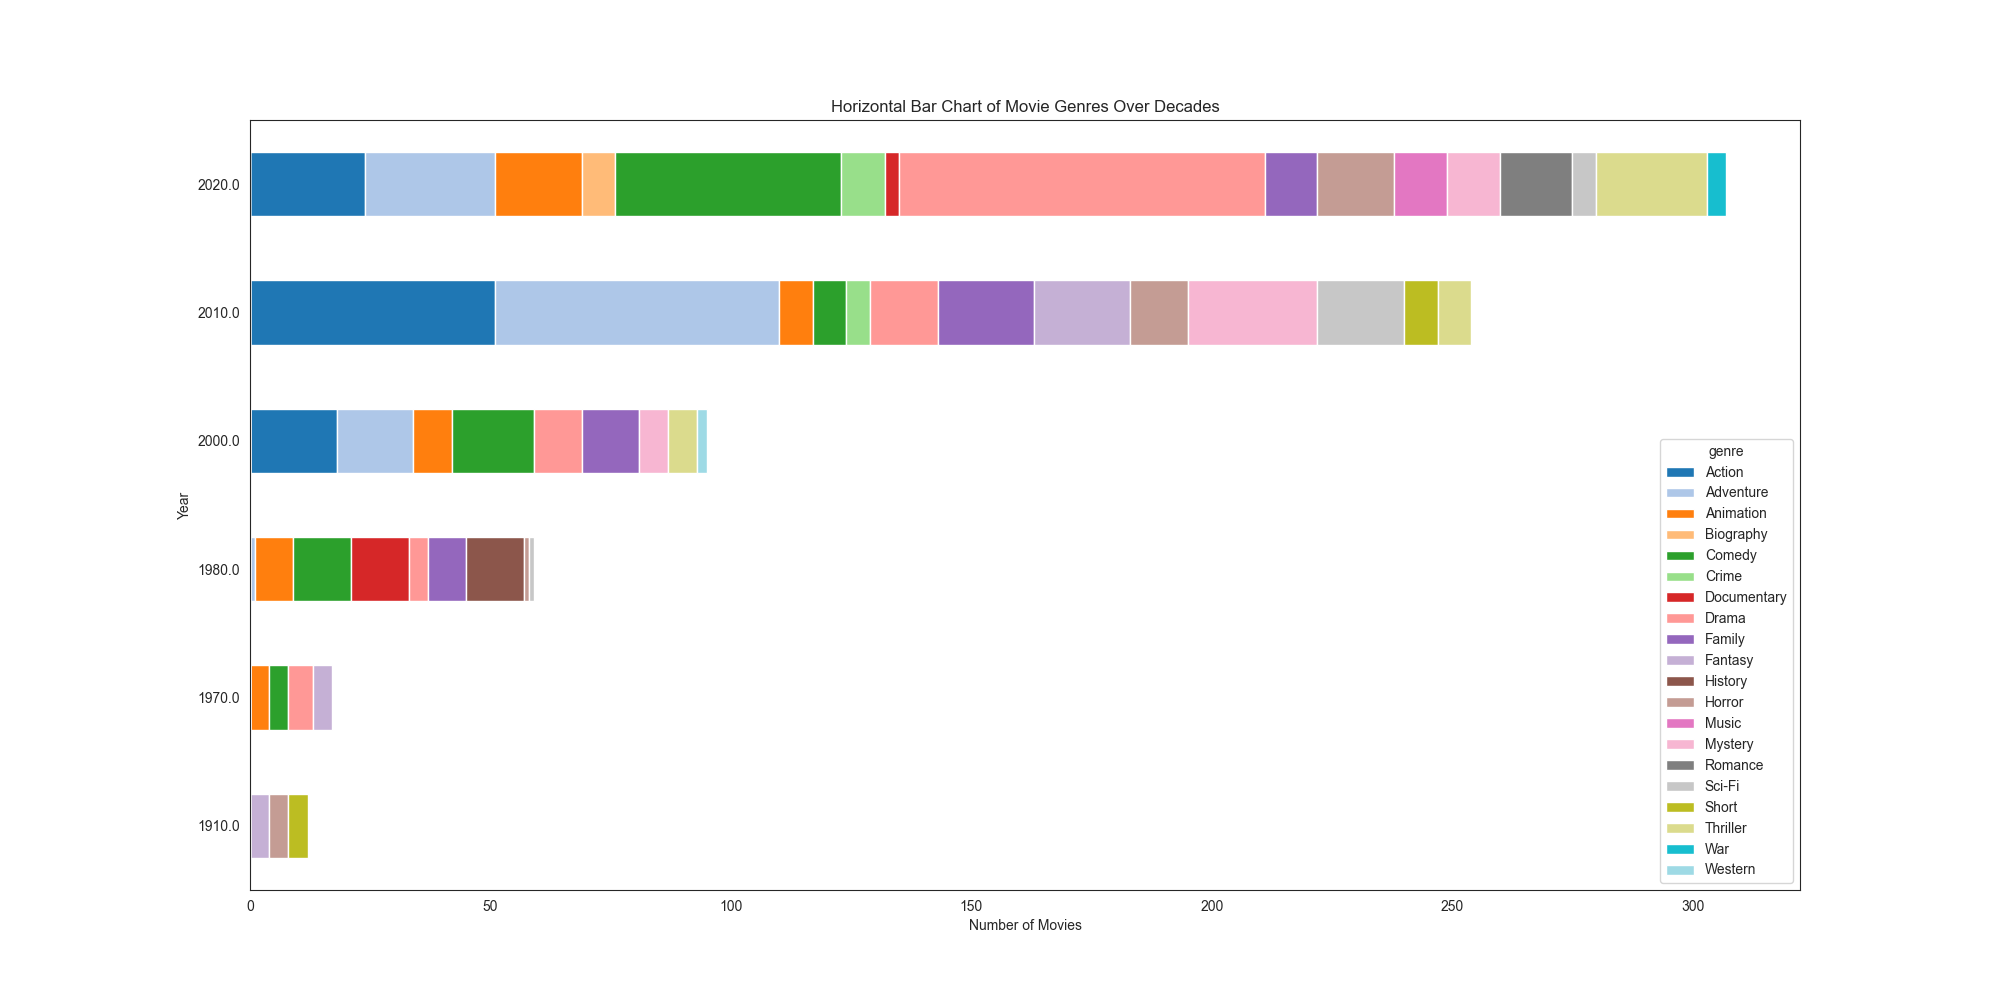 Horizontal Bar Chart of Movie Genres Over Decades
Year
2020.0
2010.0
2000.0
1980.0
1970.0
1910.0
0 50 100 150 200 250 300
Number of Movies
genre
Action
Adventure
Animation
Biography
Comedy
Crime
Documentary
Drama
Family
Fantasy
History
Horror
Music
Mystery
Romance
Sci-Fi
Short
Thriller
War
Western